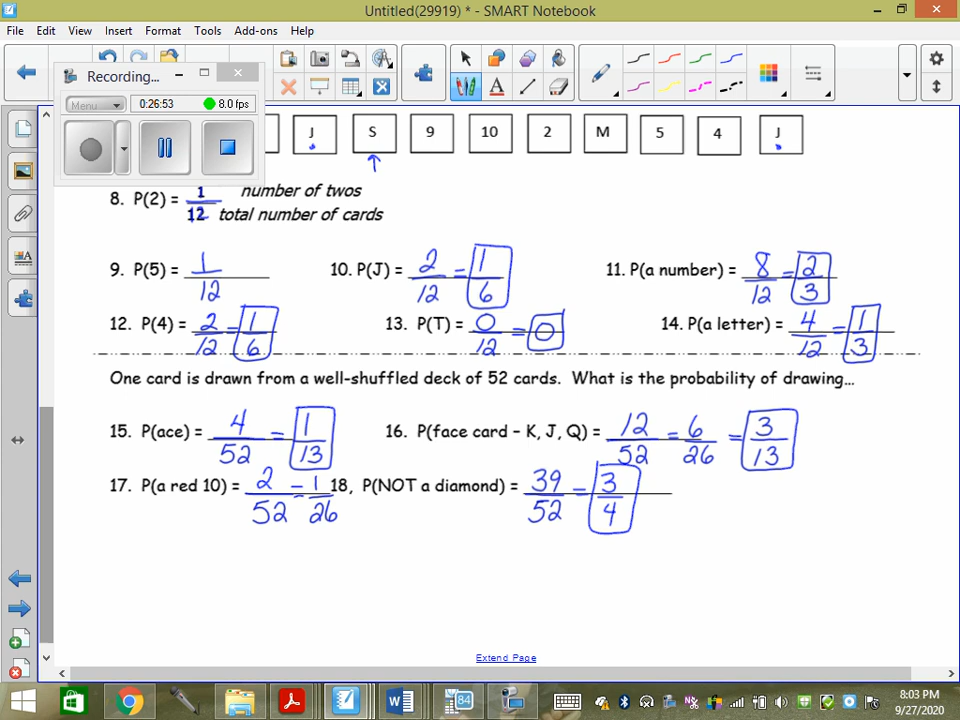 Untitled(29919) * - SMART Notebook
File Edit View Insert Format Tools Add-ons Help
Recording...
Menu 0:26:53 8.0 fps
J S 9 10 2 M 5 4 J
8. P(2) = 1 number of twos
12 total number of cards
9. P(5) = 1/12 10. P(J) = 2/12 = 1/6 11. P(a number) = 8/12 = 2/3
12. P(4) = 2/12 = 1/6 13. P(T) = 0/12 = 0 14. P(a letter) = 4/12 = 1/3
One card is drawn from a well-shuffled deck of 52 cards. What is the probability of drawing…
15. P(ace) = 4/52 = 1/13 16. P(face card – K, J, Q) = 12/52 = 6/26 = 3/13
17. P(a red 10) = 2/52 = 1/26 18, P(NOT a diamond) = 39/52 = 3/4
Extend Page
84
8:03 PM
9/27/2020